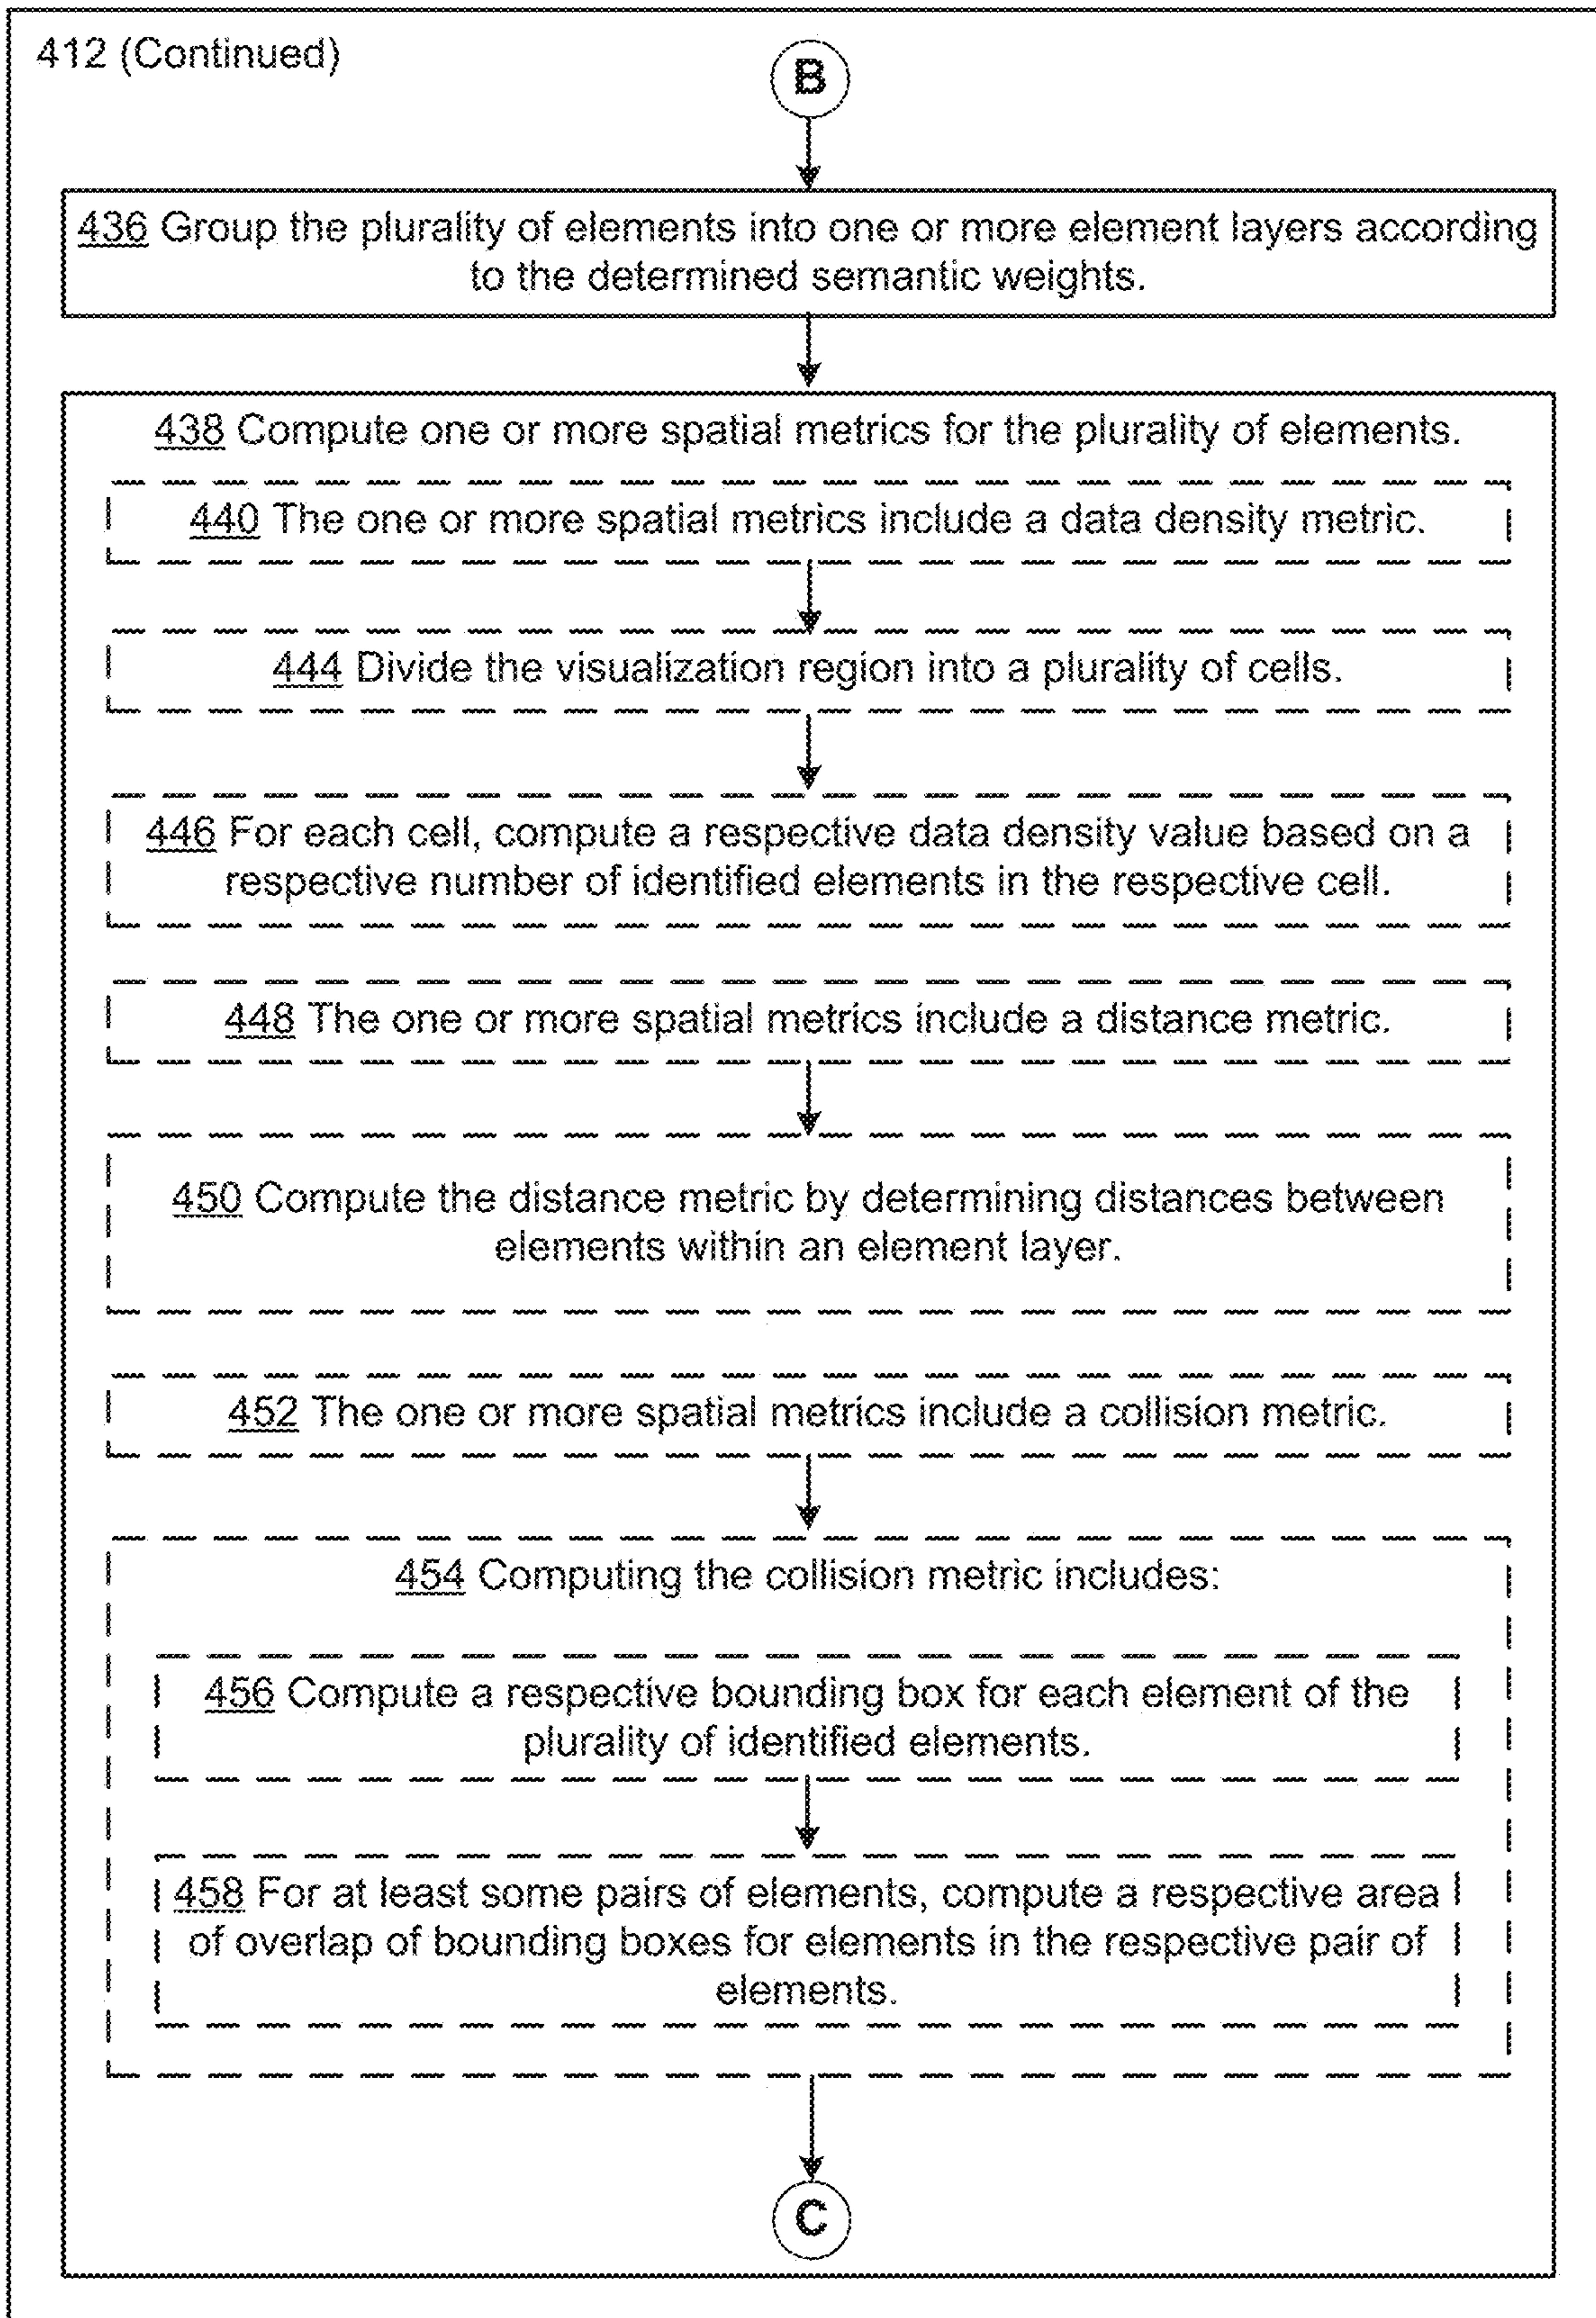 412 (Continued)
B
436 Group the plurality of elements into one or more element layers according
to the determined semantic weights.
438 Compute one or more spatial metrics for the plurality of elements.
440 The one or more spatial metrics include a data density metric.
444 Divide the visualization region into a plurality of cells.
446 For each cell, compute a respective data density value based on a
respective number of identified elements in the respective cell.
448 The one or more spatial metrics include a distance metric.
450 Compute the distance metric by determining distances between
elements within an element layer.
452 The one or more spatial metrics include a collision metric.
454 Computing the collision metric includes:
456 Compute a respective bounding box for each element of the
plurality of identified elements.
458 For at least some pairs of elements, compute a respective area
of overlap of bounding boxes for elements in the respective pair of
elements.
C